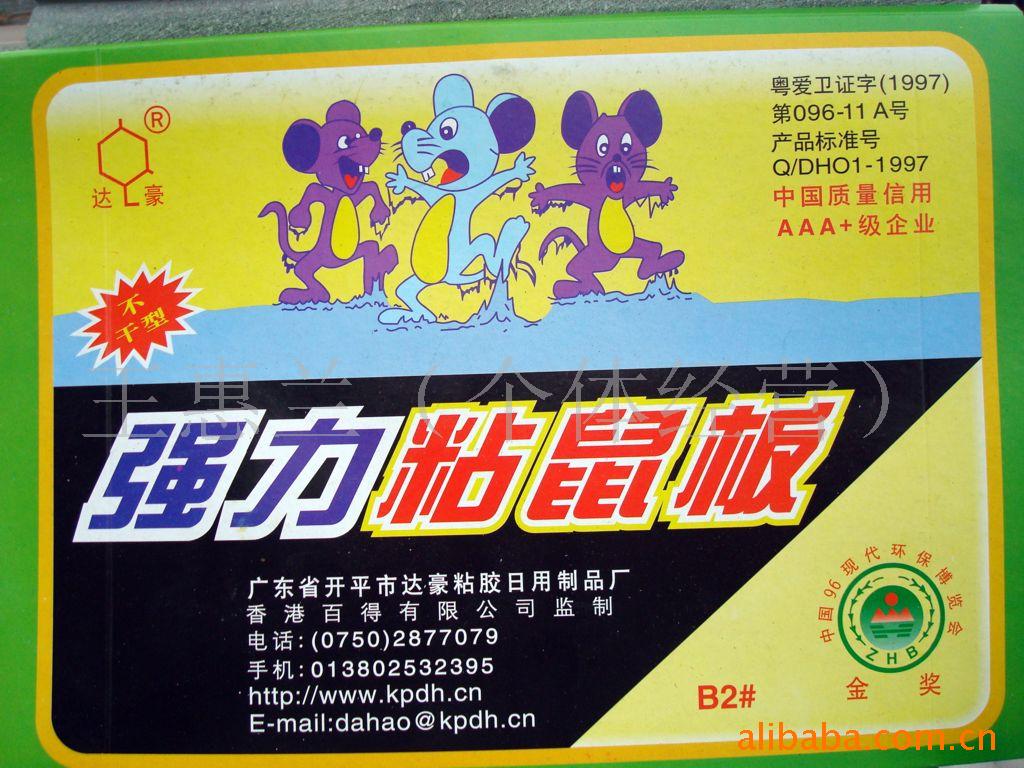 粤爱卫证字(1997)
第096-11 A号
产品标准号
Q/DHO1-1997
中国质量信用
AAA+级企业
®
达豪
不
干型
王惠兰（个体经营）
强力粘鼠板
广东省开平市达豪粘胶日用制品厂
香港百得有限公司监制
电话:(0750)2877079
手机:013802532395
http://www.kpdh.cn
E-mail:dahao@kpdh.cn
B2#
中国96现代环保博览会
ZHB
金奖
alibaba.com.cn